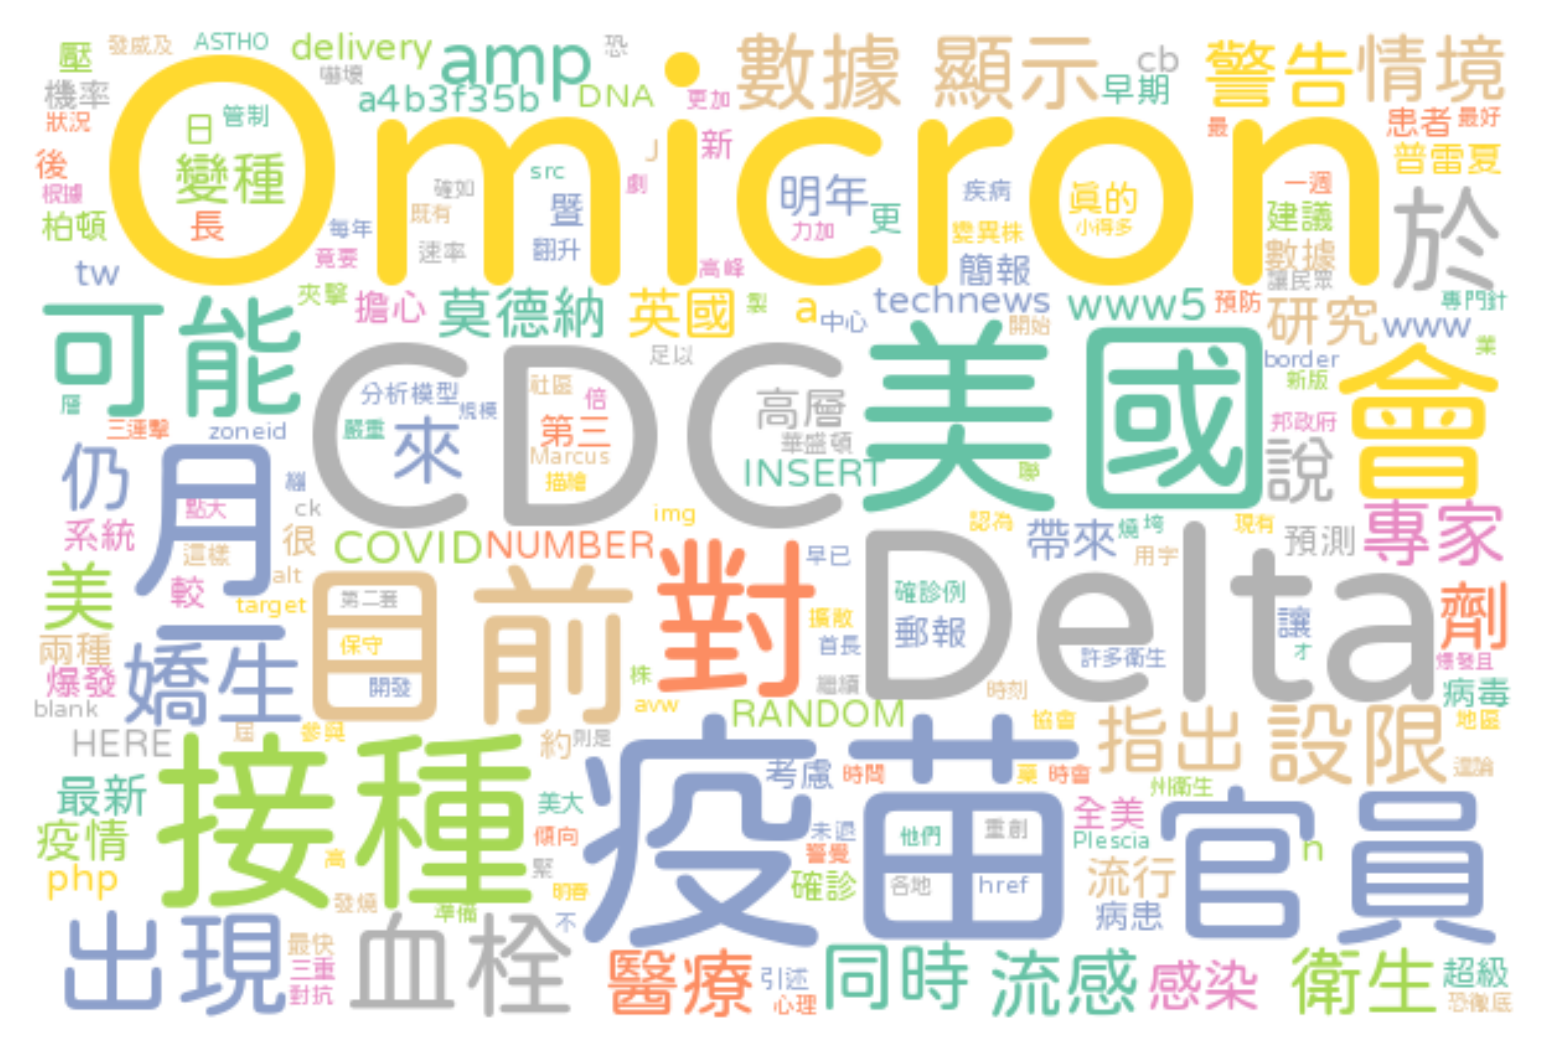 壓 發威及 ASTHO delivery amp 恐 數據 顯示 cb 警告 情境
機率 嚇壞 a4b3f35b DNA 更加 早期
狀況 日 管制 新 最 患者 最好
後 變種 確如 src J 明年 疾病 真的 一週 普雷夏
根據 長 每年 既有 暨 劇 力加 更 變異株 小得多 建議 於
柏頓 竟要 速率 翻升 高峰 簡報 數據
Omicron
tw 夾擊 擔心 莫德納 英國 製 a 中心 technews www5 預防 讓民眾 專門針
可能 足以 開始 研究 www
CDC 美國 border 業
層 分析模型 社區 倍 高層 新版 會
三連擊 zoneid 嚴重 規模 第三 華盛頓 邦政府
仍 月 來 Marcus INSERT 聯 說
描繪
系統 點大 ck img 認為 燒 垮 現有 專家
這樣 很 COVID NUMBER 早已 帶來 用字 預測
美 較 alt 目前 對 Delta 劑
target 第二套 擴散 確診例 讓
兩種 嬌生 保守 首長 郵報 許多衛生 才 爆發且
爆發 開發 株 繼續 時刻 病毒
blank avw RANDOM 協會 地區
HERE 屆 參與 約 則是 指出 設限
接種 疫苗 考慮 時間 藥 時會 遑論
最新 美大 州衛生 官員
疫情 傾向 未退 他們 重創 全美
php 高 緊 警覺 Plescia n
發燒 準備 明春 確診 各地 href 流行
出現 血栓 不 病患
最快 醫療 引述 同時 流感 感染 衛生 超級
三重 對抗 心理 恐徹底